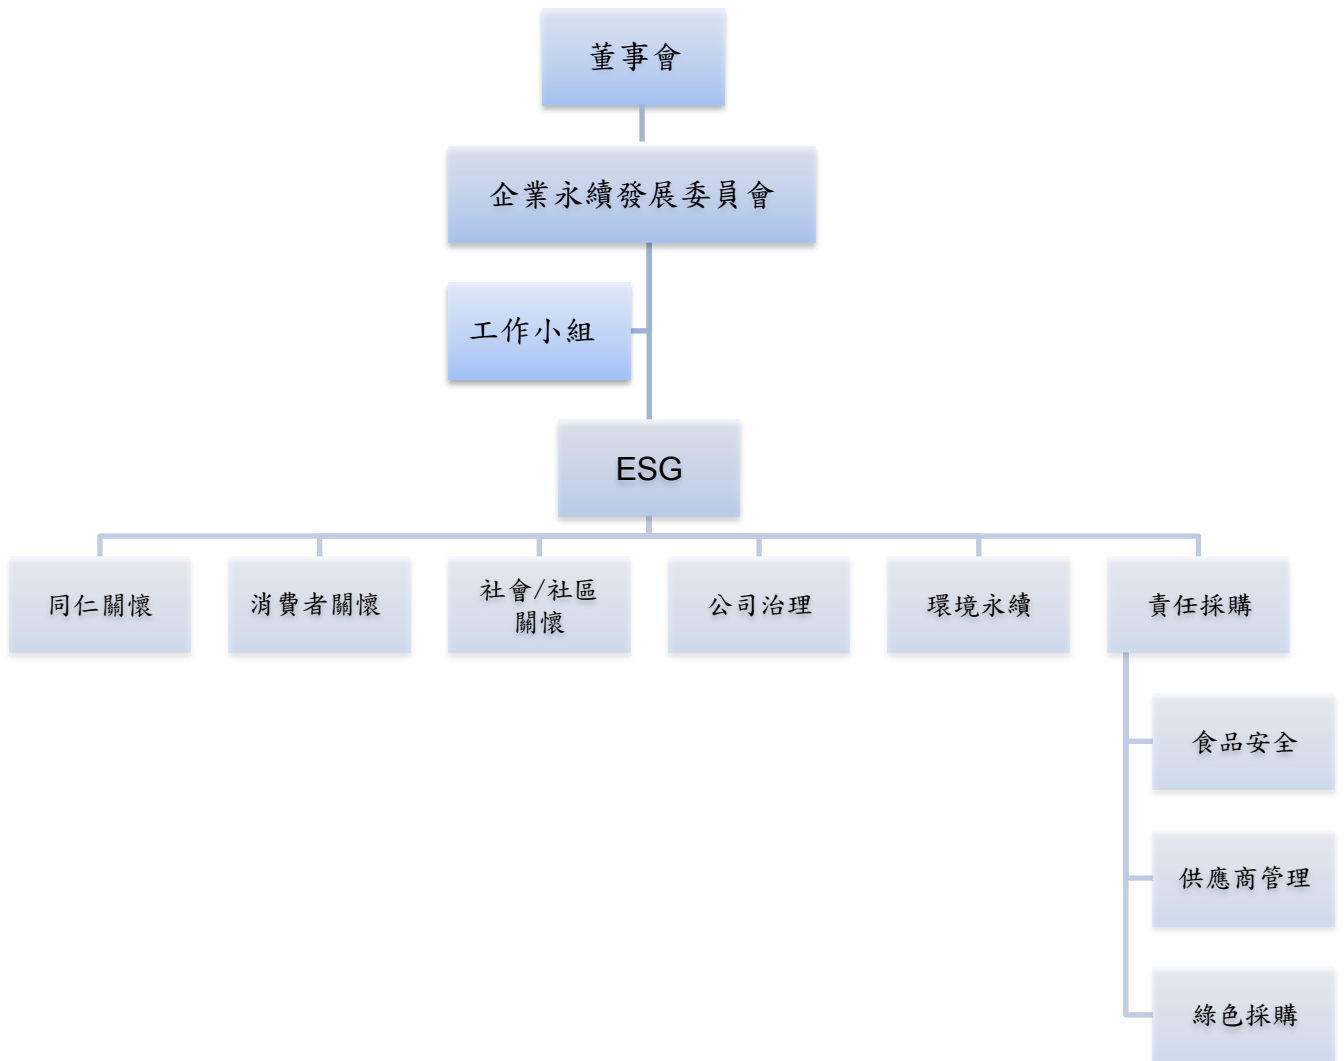 董事會
企業永續發展委員會
工作小組
ESG
同仁關懷
消費者關懷
社會/社區
關懷
公司治理
環境永續
責任採購
食品安全
供應商管理
綠色採購